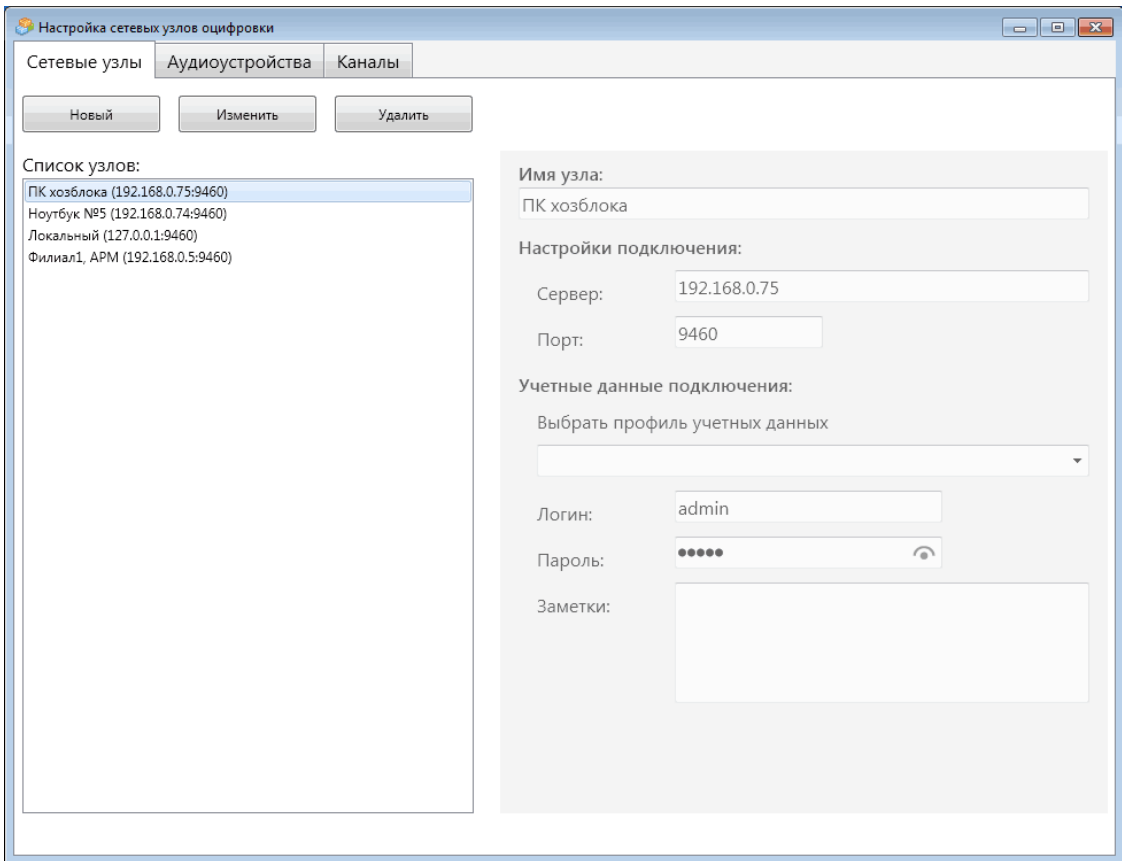 Настройка сетевых узлов оцифровки
Сетевые узлы Аудиоустройства Каналы
Новый Изменить Удалить
Список узлов:
ПК хозблока (192.168.0.75:9460)
Ноутбук №5 (192.168.0.74:9460)
Локальный (127.0.0.1:9460)
Филиал1, АРМ (192.168.0.5:9460)
Имя узла:
ПК хозблока
Настройки подключения:
Сервер: 192.168.0.75
Порт: 9460
Учетные данные подключения:
Выбрать профиль учетных данных
Логин: admin
Пароль: •••••
Заметки: